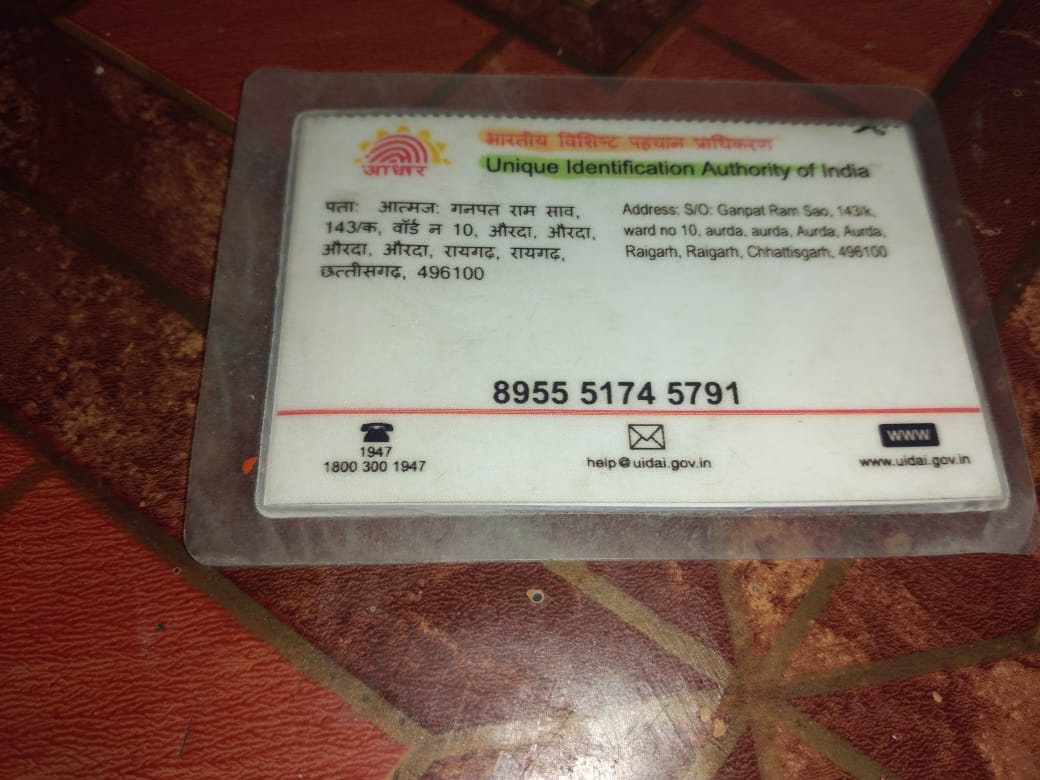 आधार
भारतीय विशिष्ट पहचान प्राधिकरण
Unique Identification Authority of India
पता: आत्मज: गनपत राम साव,
143/क, वॉर्ड न 10, औरदा, औरदा,
औरदा, औरदा, रायगढ़, रायगढ़,
छत्तीसगढ़, 496100
Address: S/O: Ganpat Ram Sao, 143/k,
ward no 10, aurda, aurda, Aurda, Aurda,
Raigarh, Raigarh, Chhattisgarh, 496100
8955 5174 5791
1947
1800 300 1947
help@uidai.gov.in
www
www.uidai.gov.in